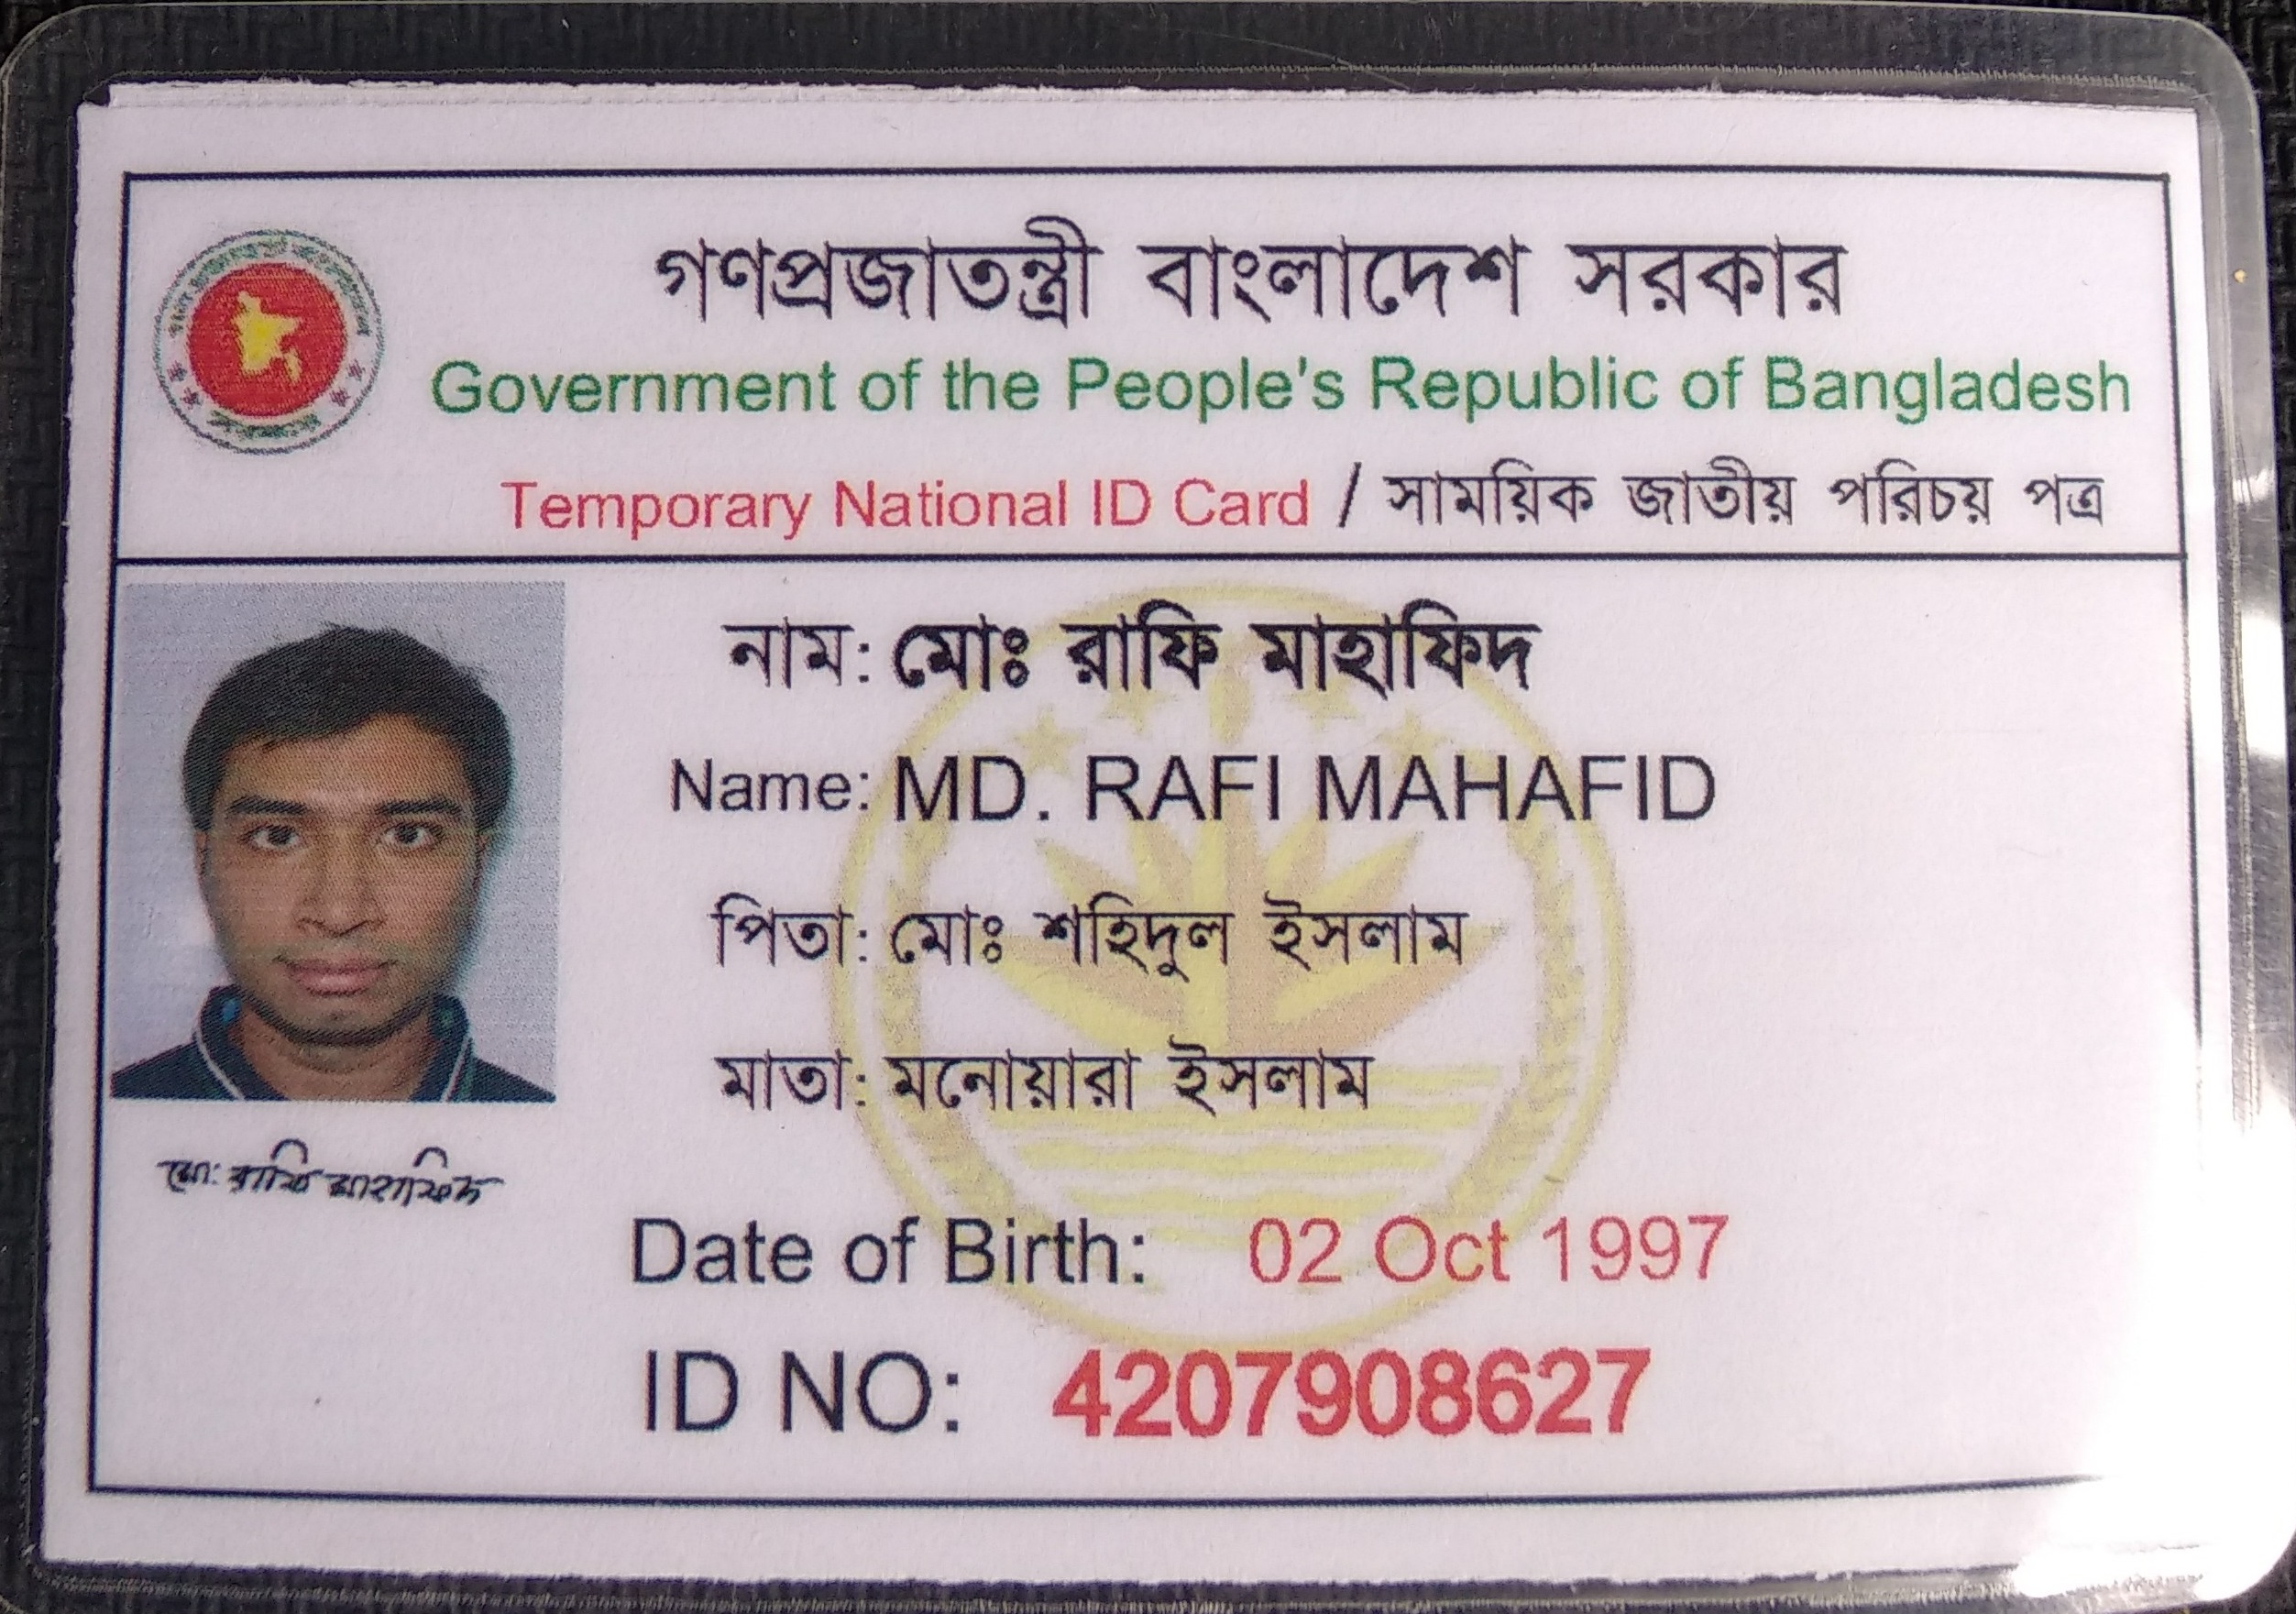 গণপ্রজাতন্ত্রী বাংলাদেশ সরকার
Government of the People's Republic of Bangladesh
Temporary National ID Card / সাময়িক জাতীয় পরিচয় পত্র
নাম: মোঃ রাফি মাহাফিদ
Name: MD. RAFI MAHAFID
পিতা: মোঃ শহিদুল ইসলাম
মাতা: মনোয়ারা ইসলাম
মো: রাফি মাহাফিদ
Date of Birth: 02 Oct 1997
ID NO: 4207908627